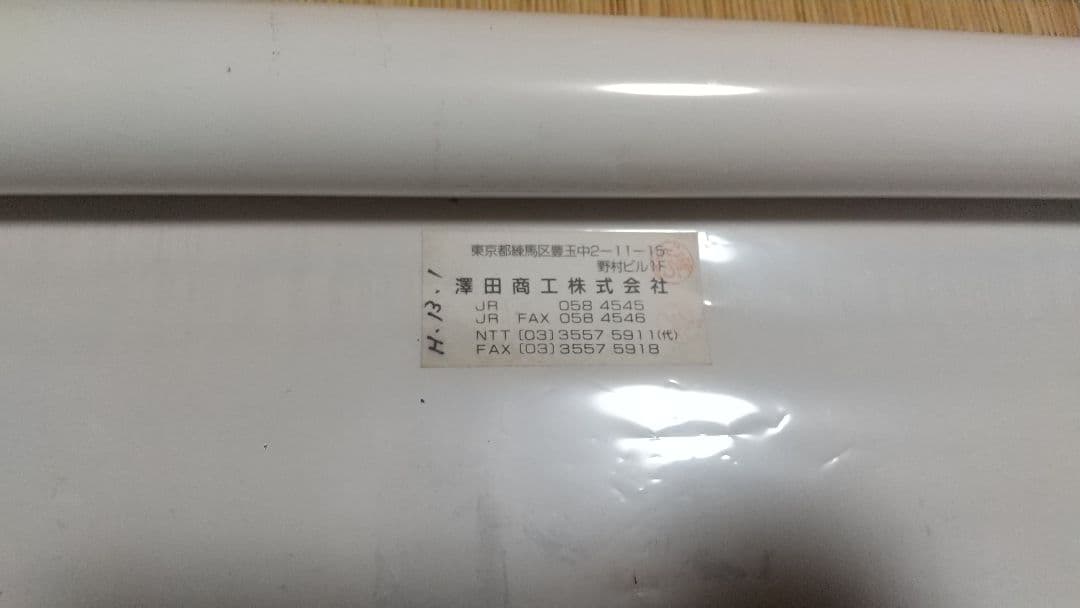 東京都練馬区豊玉中2-11-15
野村ビル1F
澤田商工株式会社
JR 058 4545
JR FAX 058 4546
NTT (03)3557 5911(代)
FAX (03)3557 5918
H.13.1